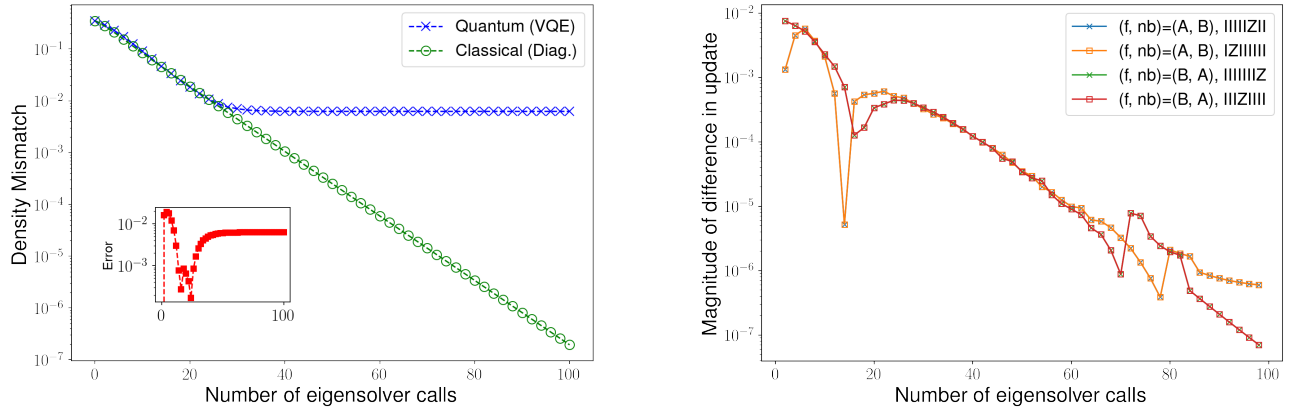 Quantum (VQE)
Classical (Diag.)
Density Mismatch
10⁻¹
10⁻²
10⁻³
10⁻⁴
10⁻⁵
10⁻⁶
10⁻⁷
Error
10⁻²
10⁻³
0
100
0
20
40
60
80
100
Number of eigensolver calls
(f, nb)=(A, B), IIIIIZII
(f, nb)=(A, B), IZIIIIII
(f, nb)=(B, A), IIIIIIIZ
(f, nb)=(B, A), IIIZIIII
Magnitude of difference in update
10⁻²
10⁻³
10⁻⁴
10⁻⁵
10⁻⁶
10⁻⁷
0
20
40
60
80
100
Number of eigensolver calls